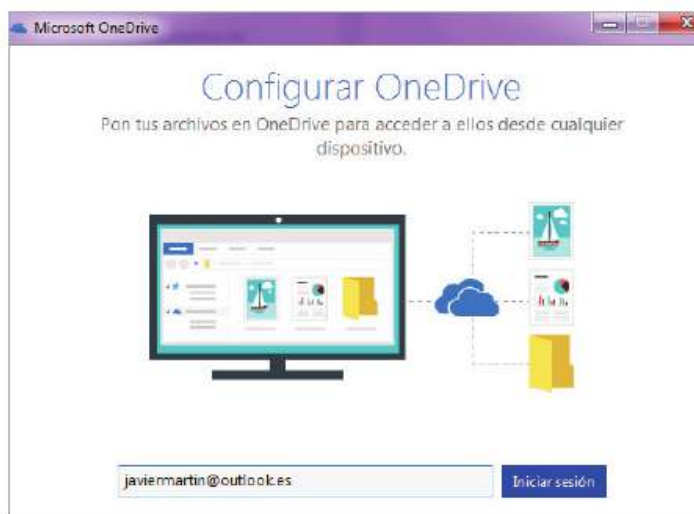 Microsoft OneDrive
Configurar OneDrive
Pon tus archivos en OneDrive para acceder a ellos desde cualquier
dispositivo.
javiermartin@outlook.es
Iniciar sesión